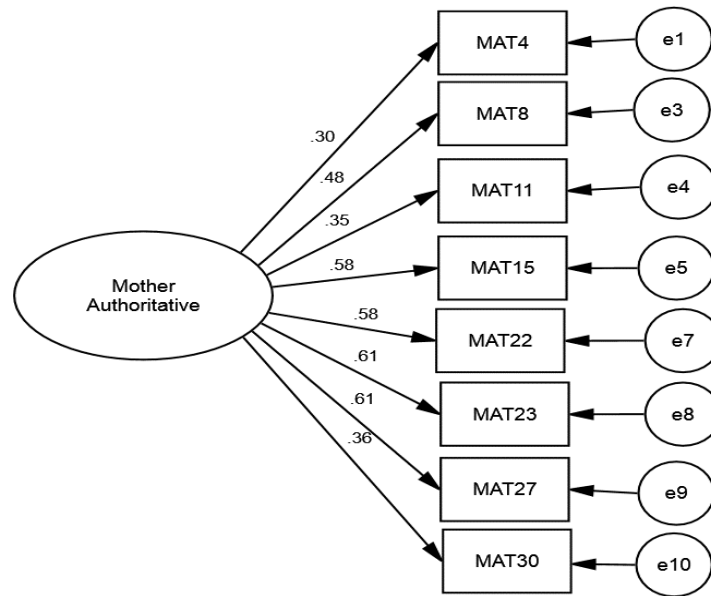 MAT4
e1
.30
MAT8
e3
.48
MAT11
e4
.35
Mother
Authoritative
.58
MAT15
e5
.58
MAT22
e7
.61
MAT23
e8
.61
MAT27
e9
.36
MAT30
e10